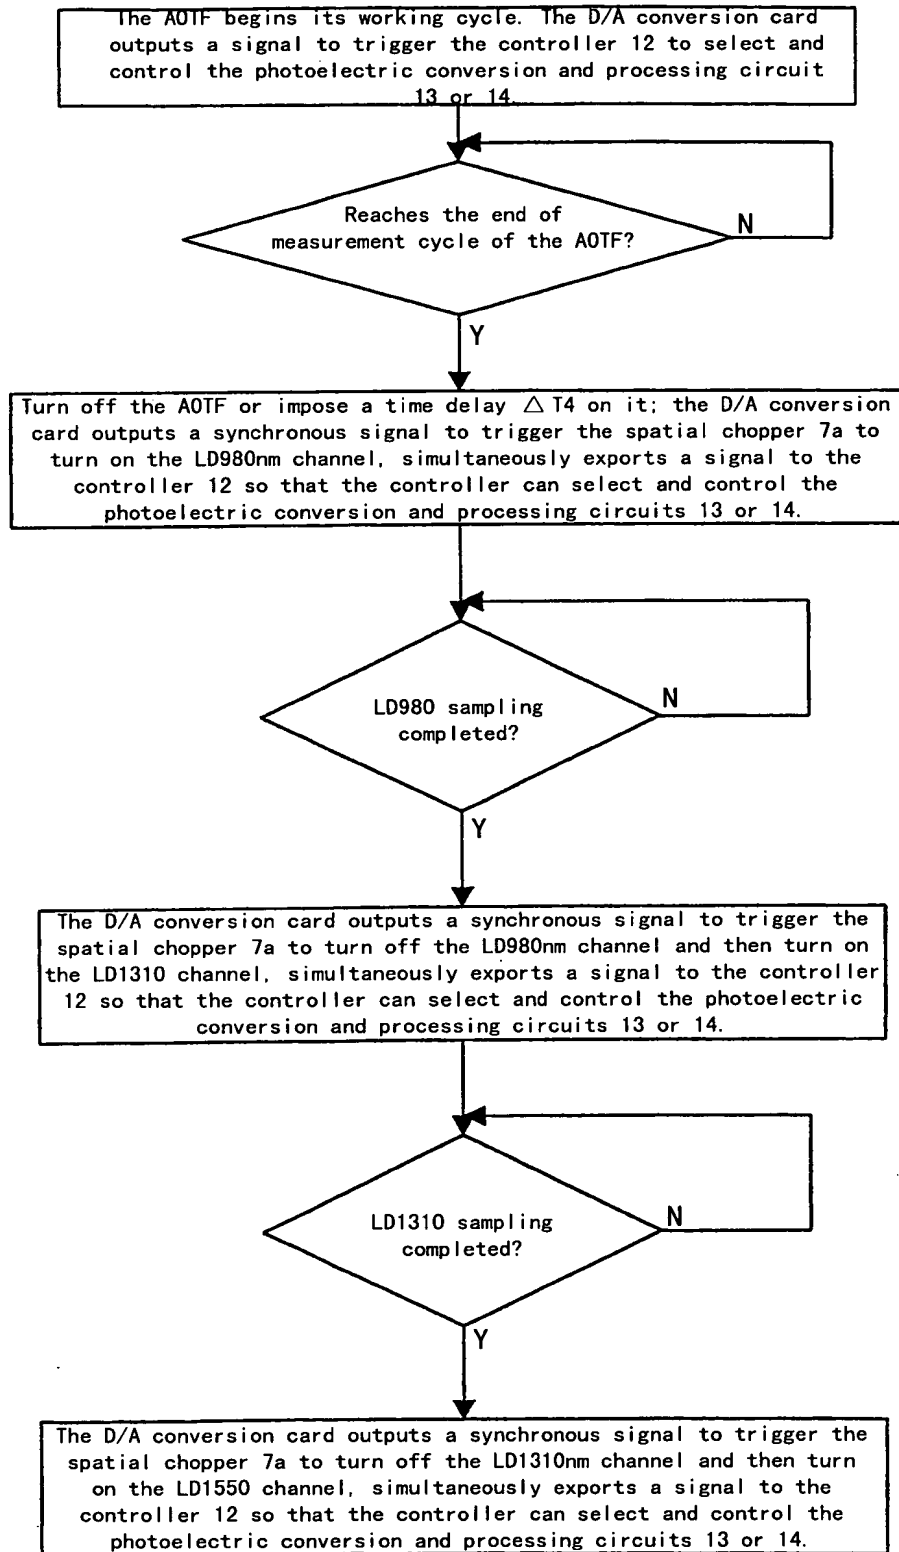 The AOTF begins its working cycle. The D/A conversion card
outputs a signal to trigger the controller 12 to select and
control the photoelectric conversion and processing circuit
13 or 14.
Reaches the end of
measurement cycle of the AOTF?
N
Y
Turn off the AOTF or impose a time delay △T4 on it; the D/A conversion
card outputs a synchronous signal to trigger the spatial chopper 7a to
turn on the LD980nm channel, simultaneously exports a signal to the
controller 12 so that the controller can select and control the
photoelectric conversion and processing circuits 13 or 14.
LD980 sampling
completed?
N
Y
The D/A conversion card outputs a synchronous signal to trigger the
spatial chopper 7a to turn off the LD980nm channel and then turn on
the LD1310 channel, simultaneously exports a signal to the controller
12 so that the controller can select and control the photoelectric
conversion and processing circuits 13 or 14.
LD1310 sampling
completed?
N
Y
The D/A conversion card outputs a synchronous signal to trigger the
spatial chopper 7a to turn off the LD1310nm channel and then turn
on the LD1550 channel, simultaneously exports a signal to the
controller 12 so that the controller can select and control the
photoelectric conversion and processing circuits 13 or 14.